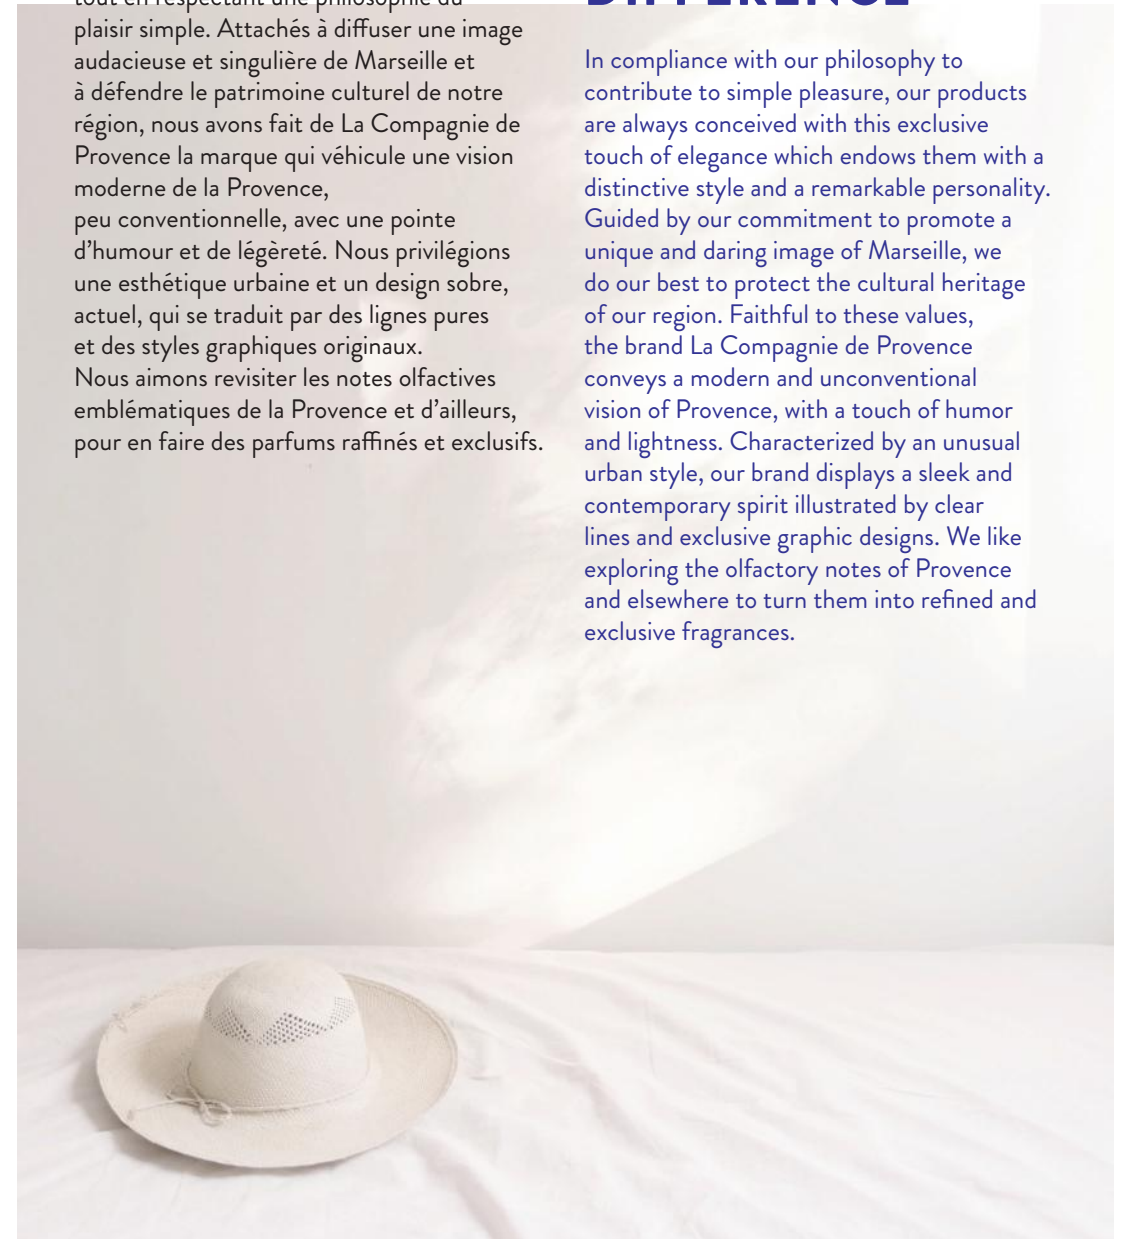 tout en respectant une philosophie du
plaisir simple. Attachés à diffuser une image
audacieuse et singulière de Marseille et
à défendre le patrimoine culturel de notre
région, nous avons fait de La Compagnie de
Provence la marque qui véhicule une vision
moderne de la Provence,
peu conventionnelle, avec une pointe
d’humour et de légèreté. Nous privilégions
une esthétique urbaine et un design sobre,
actuel, qui se traduit par des lignes pures
et des styles graphiques originaux.
Nous aimons revisiter les notes olfactives
emblématiques de la Provence et d’ailleurs,
pour en faire des parfums raffinés et exclusifs.
DIFFERENCE
In compliance with our philosophy to
contribute to simple pleasure, our products
are always conceived with this exclusive
touch of elegance which endows them with a
distinctive style and a remarkable personality.
Guided by our commitment to promote a
unique and daring image of Marseille, we
do our best to protect the cultural heritage
of our region. Faithful to these values,
the brand La Compagnie de Provence
conveys a modern and unconventional
vision of Provence, with a touch of humor
and lightness. Characterized by an unusual
urban style, our brand displays a sleek and
contemporary spirit illustrated by clear
lines and exclusive graphic designs. We like
exploring the olfactory notes of Provence
and elsewhere to turn them into refined and
exclusive fragrances.